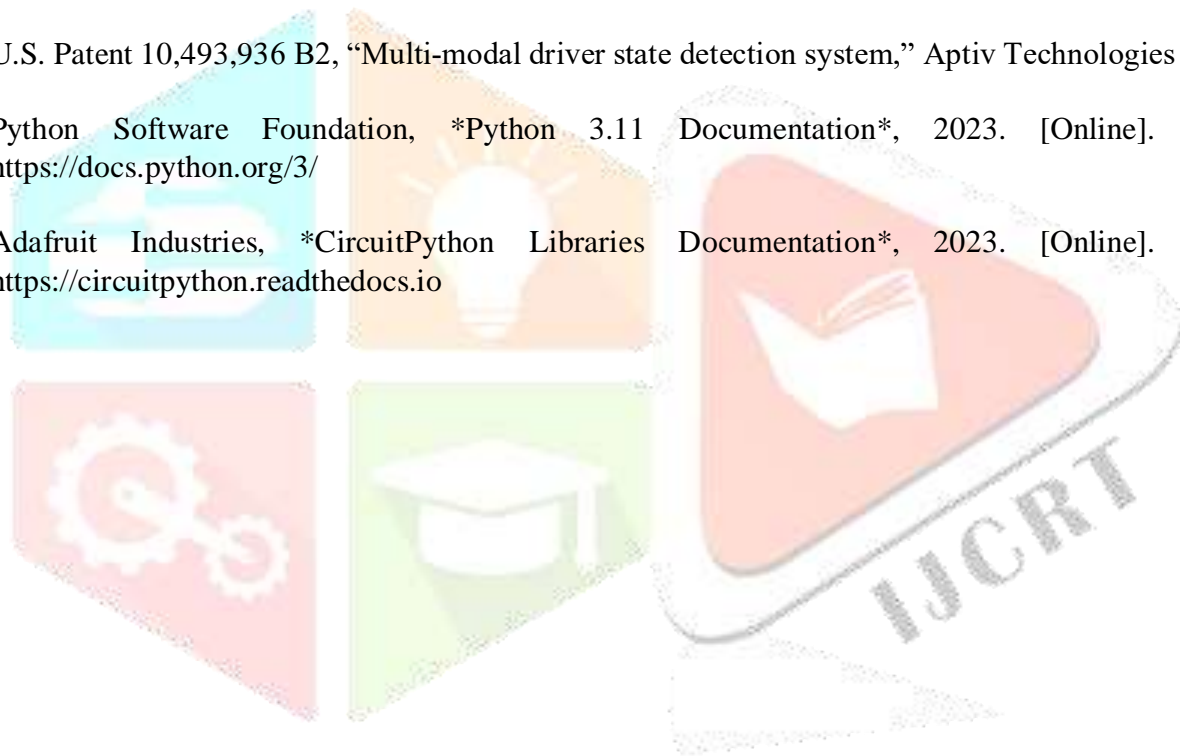 U.S. Patent 10,493,936 B2, “Multi-modal driver state detection system,” Aptiv Technologies
Python Software Foundation, *Python 3.11 Documentation*, 2023. [Online].
https://docs.python.org/3/
Adafruit Industries, *CircuitPython Libraries Documentation*, 2023. [Online].
https://circuitpython.readthedocs.io
IJCRT